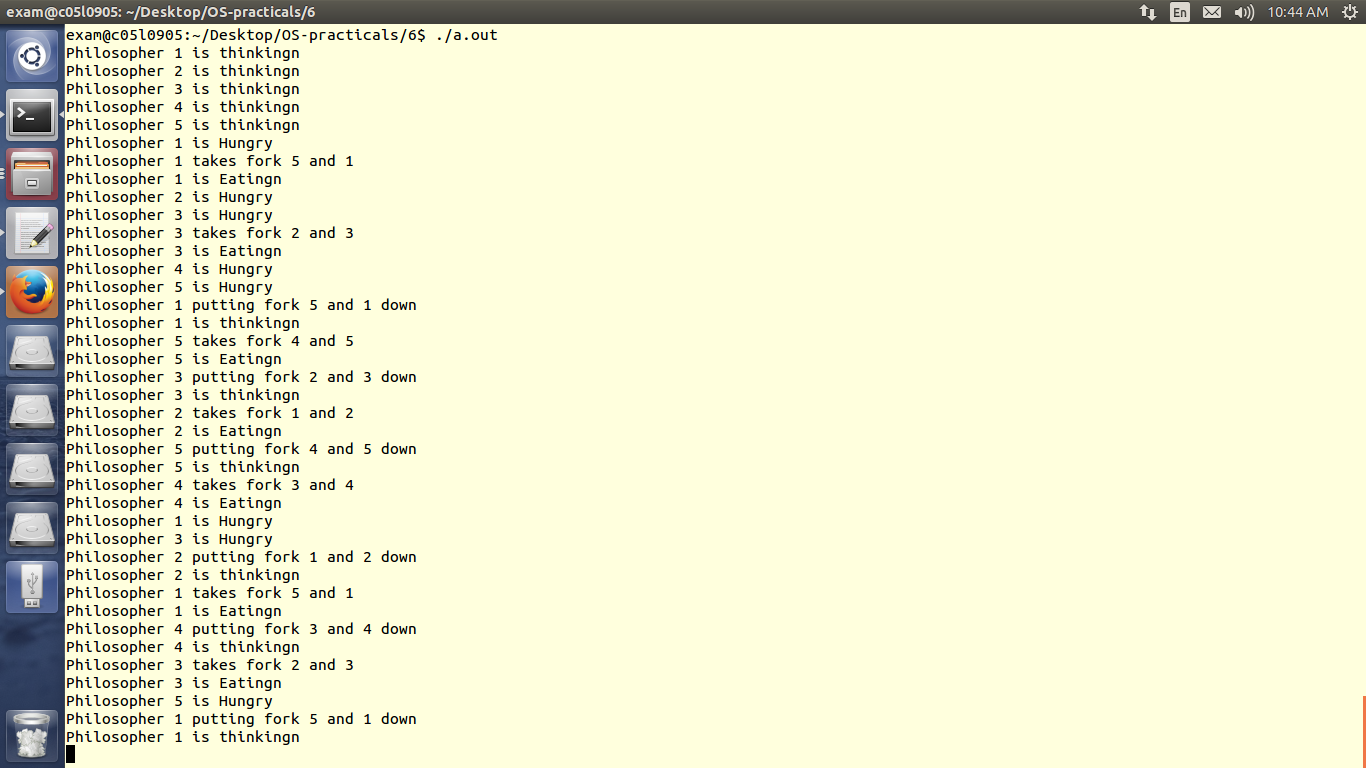 exam@c05l0905: ~/Desktop/OS-practicals/6
En
10:44 AM
exam@c05l0905:~/Desktop/OS-practicals/6$ ./a.out
Philosopher 1 is thinkingn
Philosopher 2 is thinkingn
Philosopher 3 is thinkingn
Philosopher 4 is thinkingn
Philosopher 5 is thinkingn
Philosopher 1 is Hungry
Philosopher 1 takes fork 5 and 1
Philosopher 1 is Eatingn
Philosopher 2 is Hungry
Philosopher 3 is Hungry
Philosopher 3 takes fork 2 and 3
Philosopher 3 is Eatingn
Philosopher 4 is Hungry
Philosopher 5 is Hungry
Philosopher 1 putting fork 5 and 1 down
Philosopher 1 is thinkingn
Philosopher 5 takes fork 4 and 5
Philosopher 5 is Eatingn
Philosopher 3 putting fork 2 and 3 down
Philosopher 3 is thinkingn
Philosopher 2 takes fork 1 and 2
Philosopher 2 is Eatingn
Philosopher 5 putting fork 4 and 5 down
Philosopher 5 is thinkingn
Philosopher 4 takes fork 3 and 4
Philosopher 4 is Eatingn
Philosopher 1 is Hungry
Philosopher 3 is Hungry
Philosopher 2 putting fork 1 and 2 down
Philosopher 2 is thinkingn
Philosopher 1 takes fork 5 and 1
Philosopher 1 is Eatingn
Philosopher 4 putting fork 3 and 4 down
Philosopher 4 is thinkingn
Philosopher 3 takes fork 2 and 3
Philosopher 3 is Eatingn
Philosopher 5 is Hungry
Philosopher 1 putting fork 5 and 1 down
Philosopher 1 is thinkingn